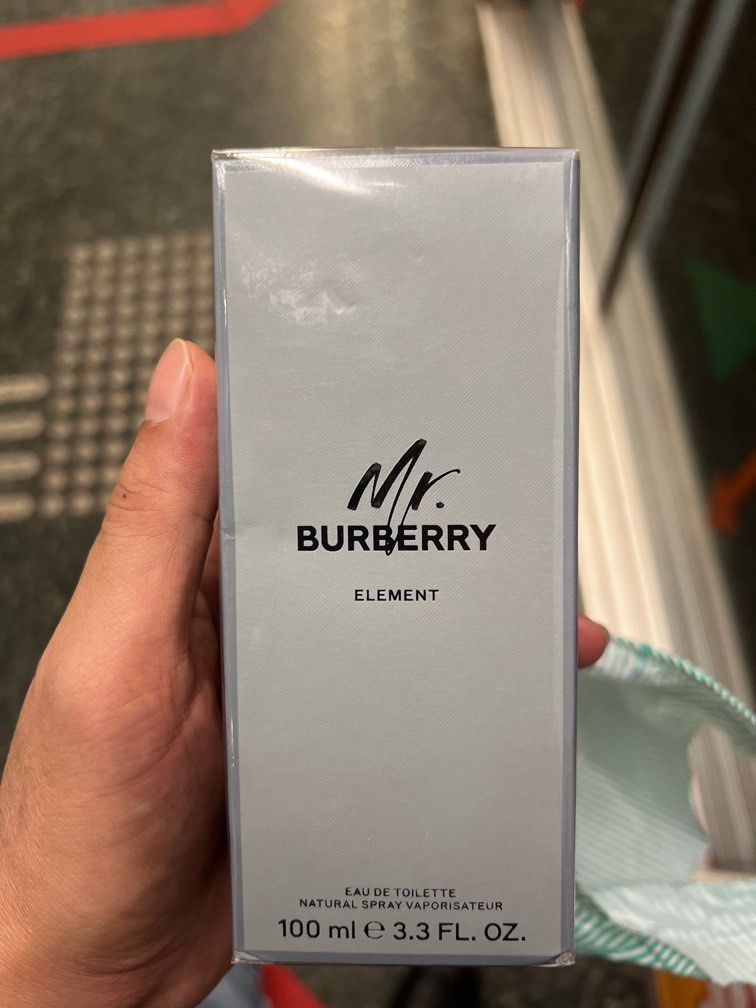 Mr.
BURBERRY
ELEMENT
EAU DE TOILETTE
NATURAL SPRAY VAPORISATEUR
100 ml ℮ 3.3 FL. OZ.